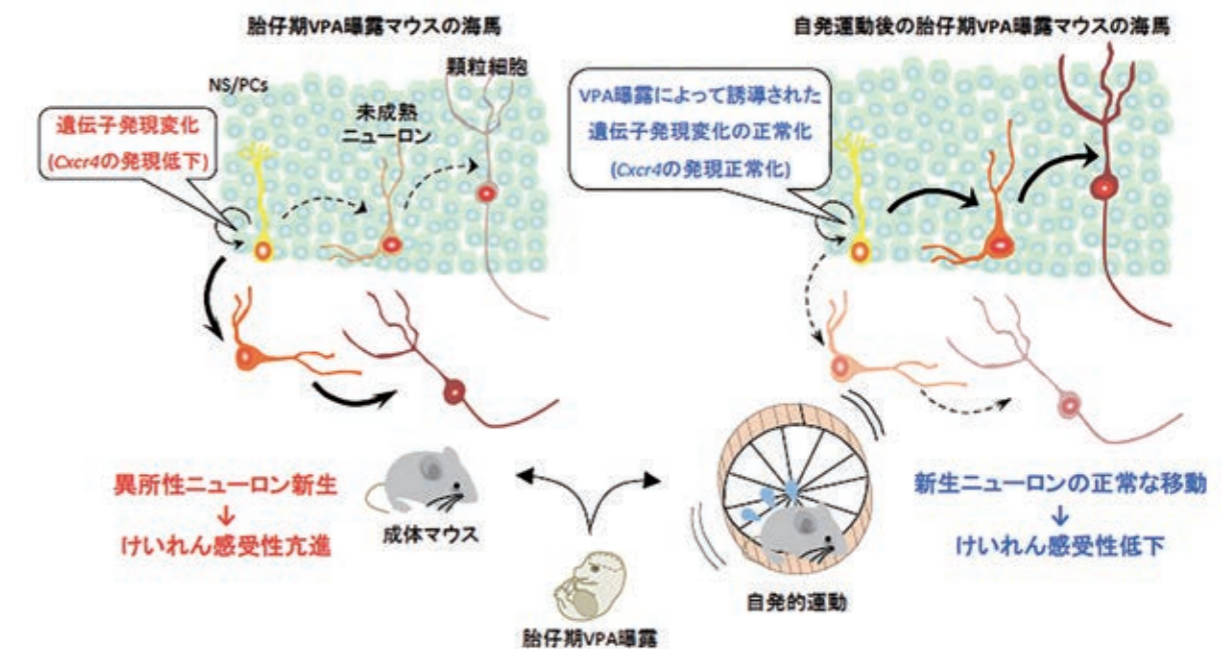 胎仔期VPA曝露マウスの海馬
NS/PCs
顆粒細胞
未成熟
ニューロン
遺伝子発現変化
(Cxcr4の発現低下)
異所性ニューロン新生
↓
けいれん感受性亢進
成体マウス
胎仔期VPA曝露
自発運動後の胎仔期VPA曝露マウスの海馬
VPA曝露によって誘導された
遺伝子発現変化の正常化
(Cxcr4の発現正常化)
自発的運動
新生ニューロンの正常な移動
↓
けいれん感受性低下